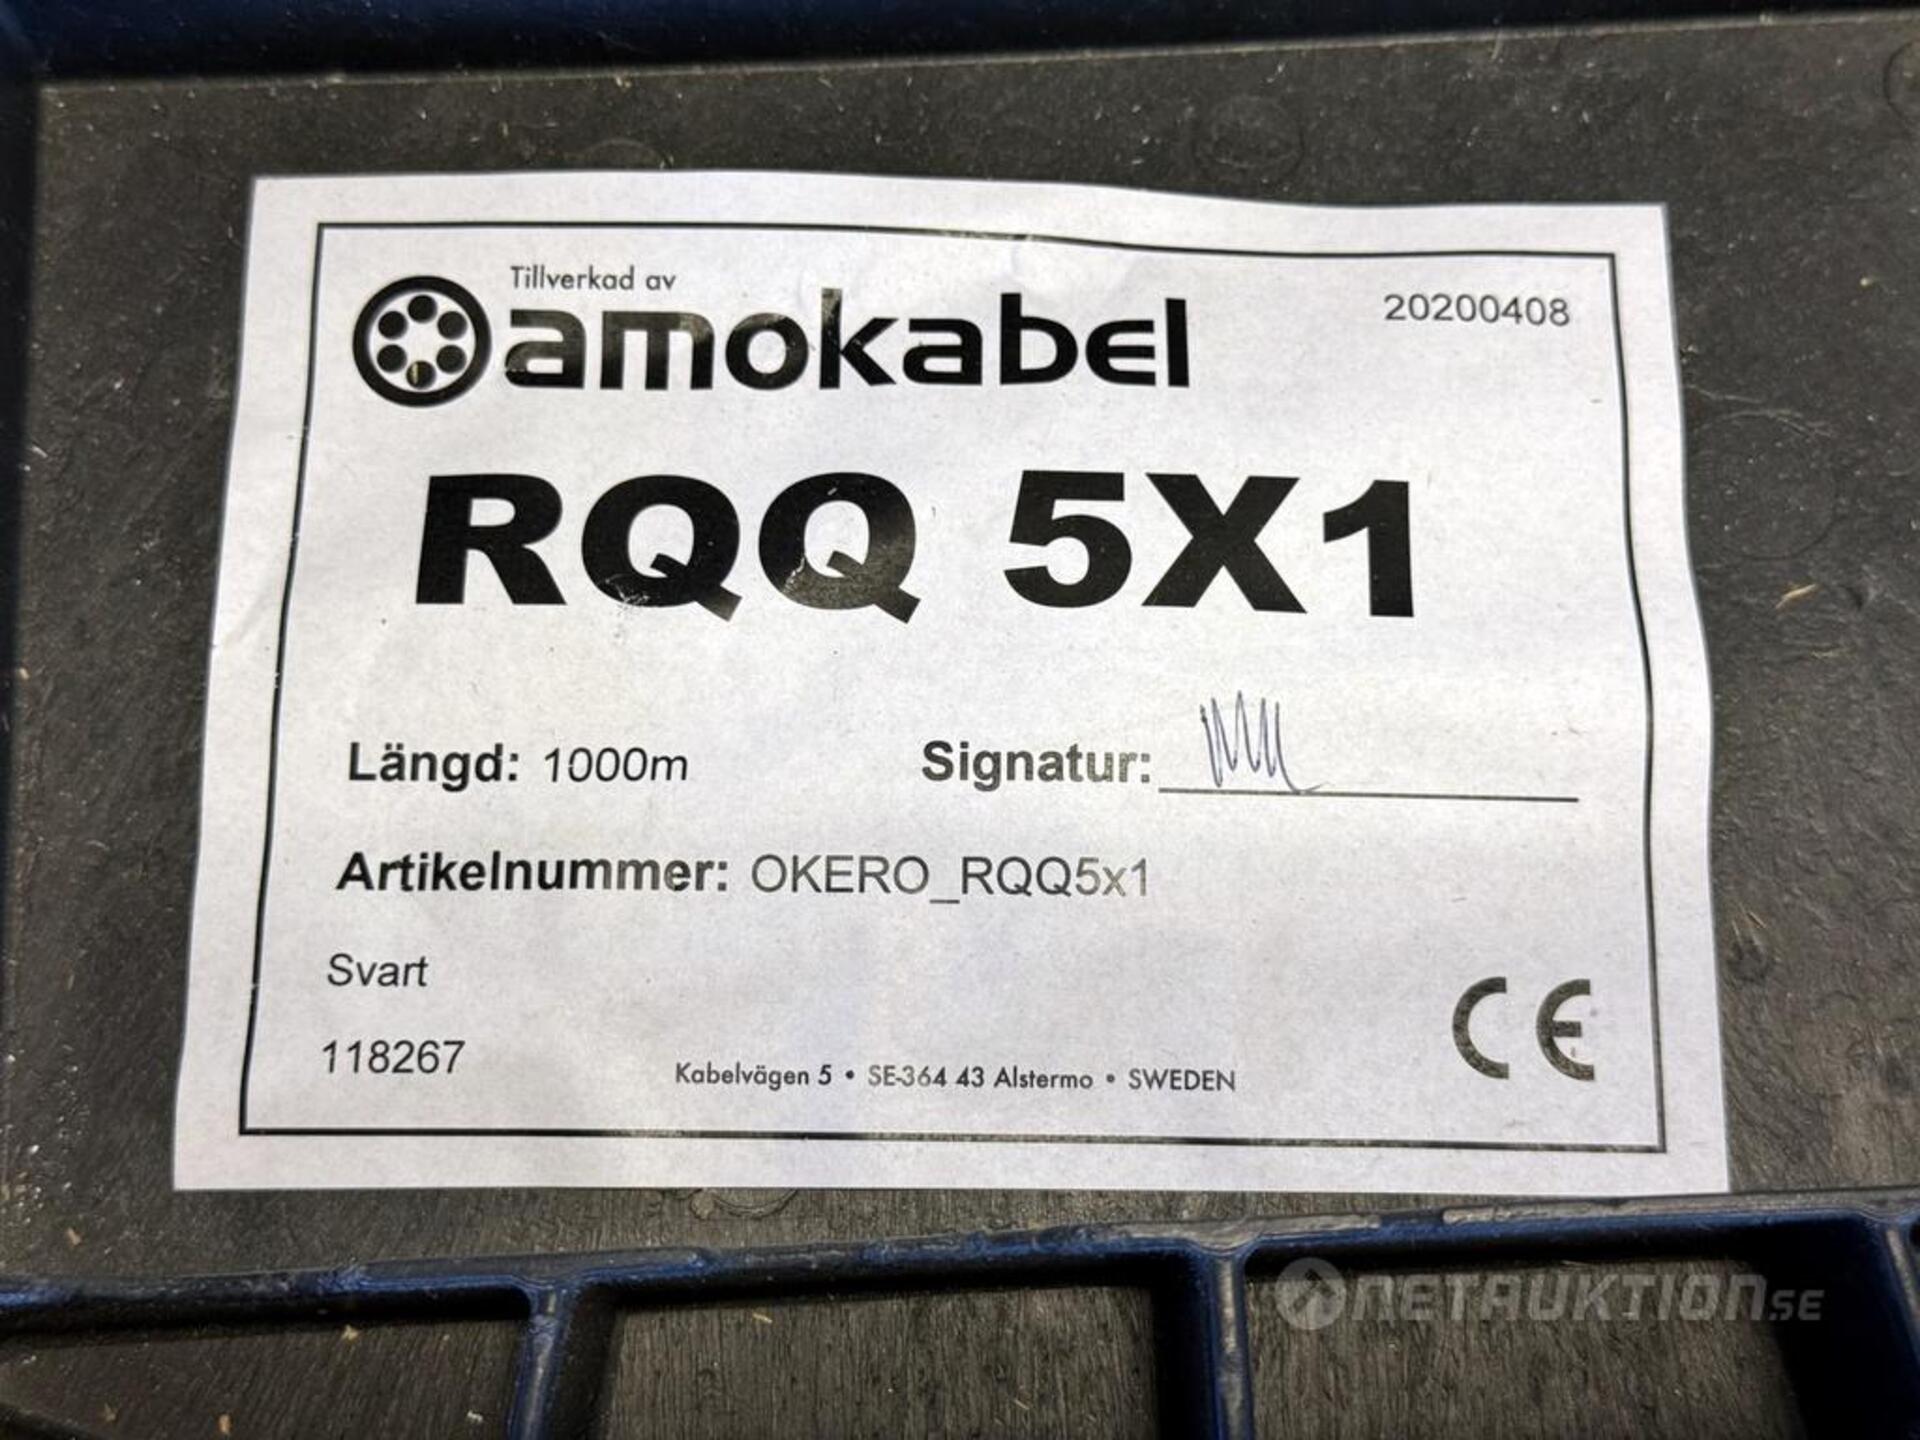 Tillverkad av
amokabel
20200408
RQQ 5X1
Längd: 1000m
Signatur:
Artikelnummer: OKERO_RQQ5x1
Svart
118267
Kabelvägen 5 • SE-364 43 Alstermo • SWEDEN
CE
NETAUKTION.SE